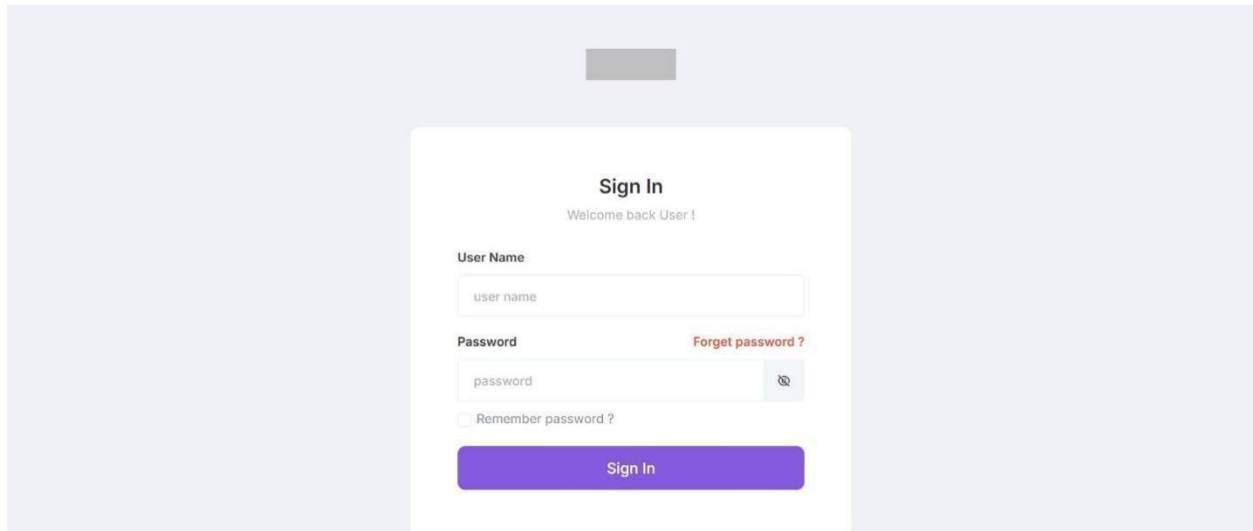 Sign In
Welcome back User !
User Name
user name
Password Forget password ?
password
Remember password ?
Sign In